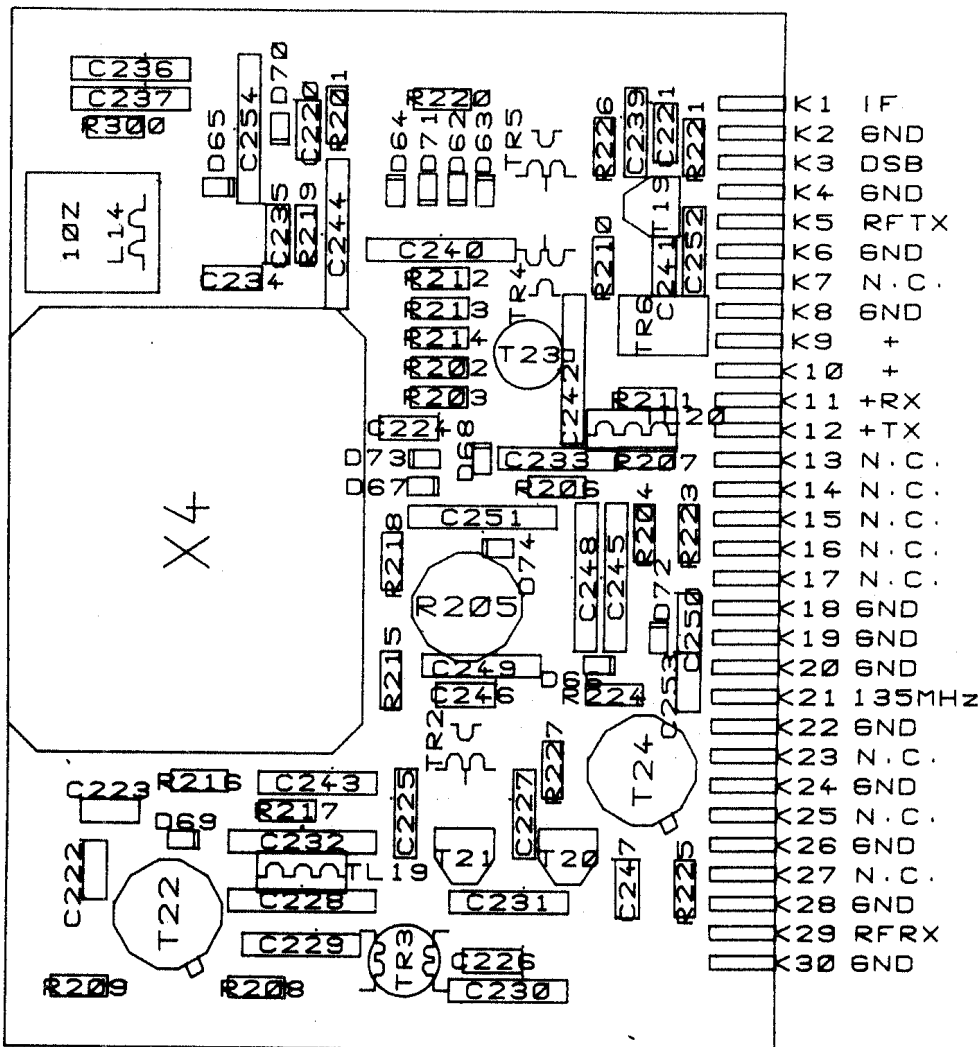 C236
C237
R300
D65
C254
D70
C220
R201
R220
D64
D71
D62
D63
TR5
R226
C239
C221
R221
T19
10Z
L14
C235
R219
C244
C234
C240
R210
C241
C252
R212
R213
R214
R202
R203
TR4
T23
C242
TR6
R211
C224
D68
D73
D67
C233
R207
R206
X4
C251
R218
D74
R205
C248
C245
R204
R223
D72
C250
R215
C249
C246
R224
C253
TR2
R227
T24
C223
R216
C243
R217
C225
C227
D69
C232
TL19
T21
T20
C222
T22
C228
C231
C247
R225
C229
TR3
C226
C230
R209
R208
K1 IF
K2 GND
K3 DSB
K4 GND
K5 RFTX
K6 GND
K7 N.C.
K8 GND
K9 +
K10 +
K11 +RX
K12 +TX
K13 N.C.
K14 N.C.
K15 N.C.
K16 N.C.
K17 N.C.
K18 GND
K19 GND
K20 GND
K21 135MHz
K22 GND
K23 N.C.
K24 GND
K25 N.C.
K26 GND
K27 N.C.
K28 GND
K29 RFRX
K30 GND